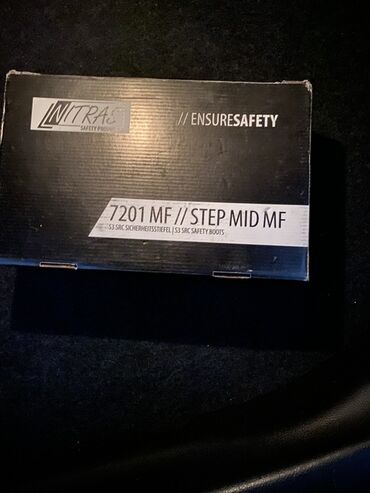 NITRAS
SAFETY PRODUCTS
// ENSURESAFETY
7201 MF // STEP MID MF
S3 SRC SICHERHEITSSTIEFEL | S3 SRC SAFETY BOOTS